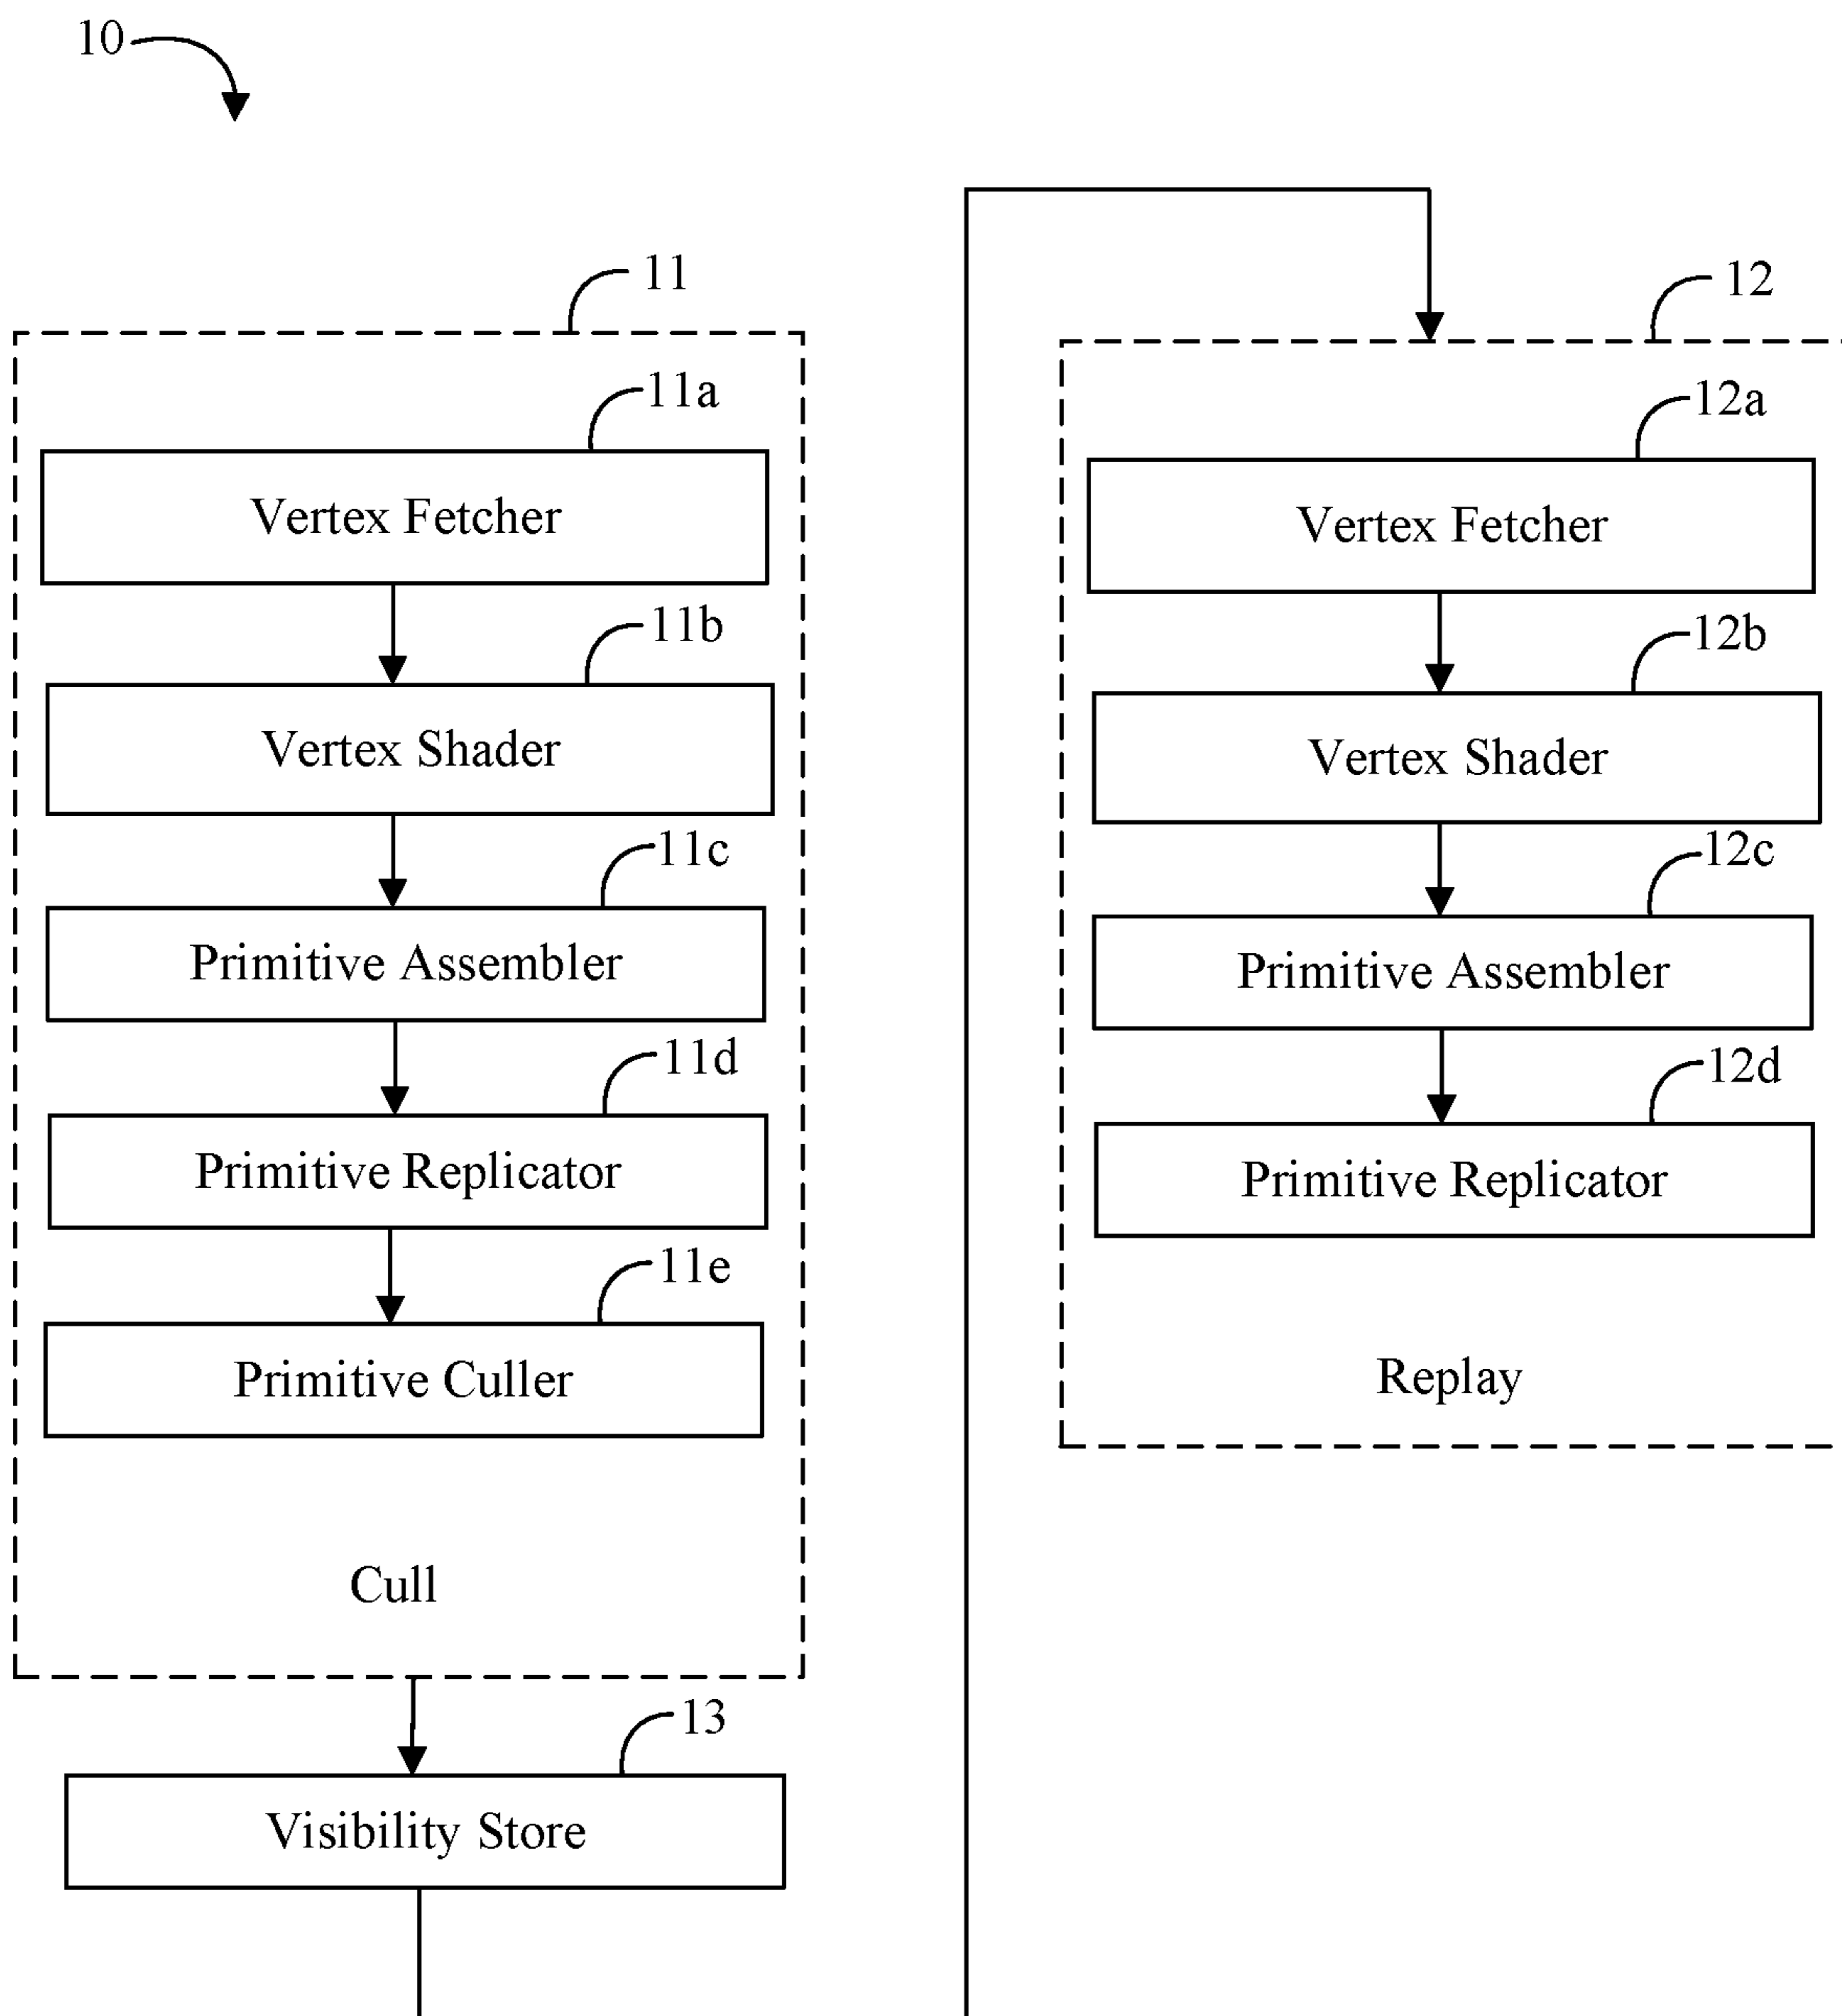 10
11
11a
Vertex Fetcher
11b
Vertex Shader
11c
Primitive Assembler
11d
Primitive Replicator
11e
Primitive Culler
Cull
13
Visibility Store
12
12a
Vertex Fetcher
12b
Vertex Shader
12c
Primitive Assembler
12d
Primitive Replicator
Replay